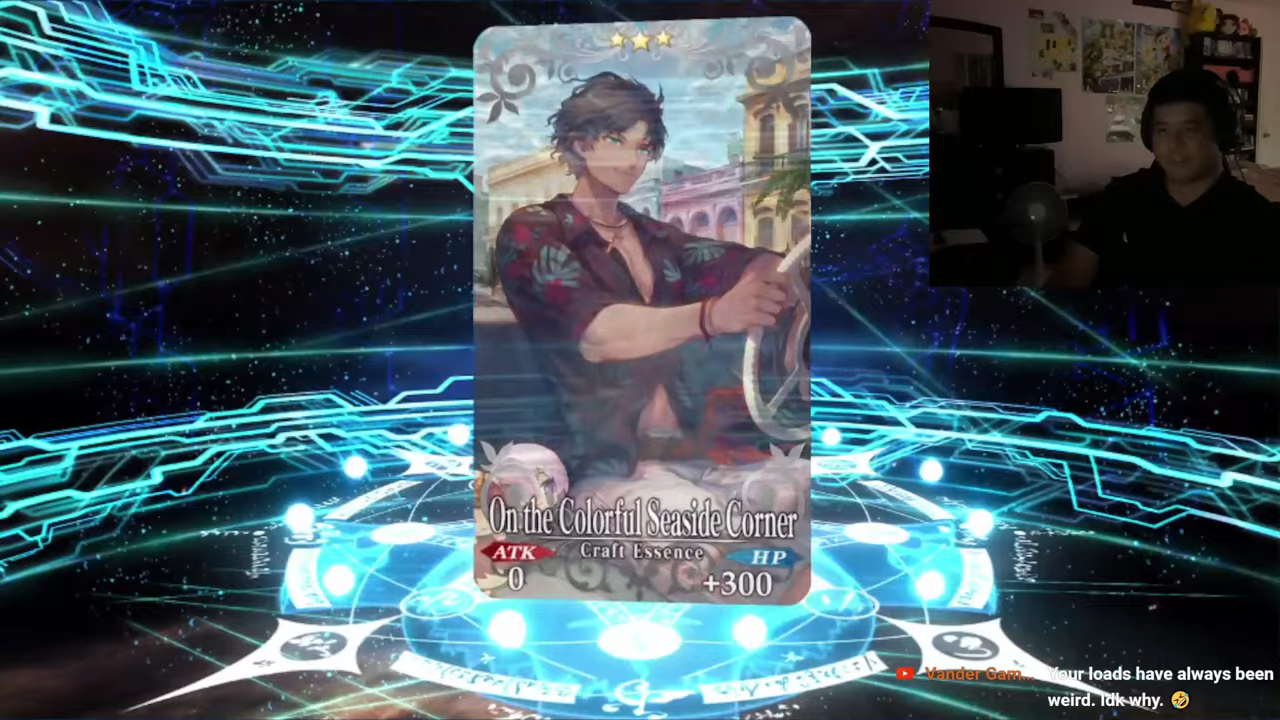 On the Colorful Seaside Corner
ATK Craft Essence HP
0 +300
Vander Gam... Your loads have always been
weird. Idk why. 🤣